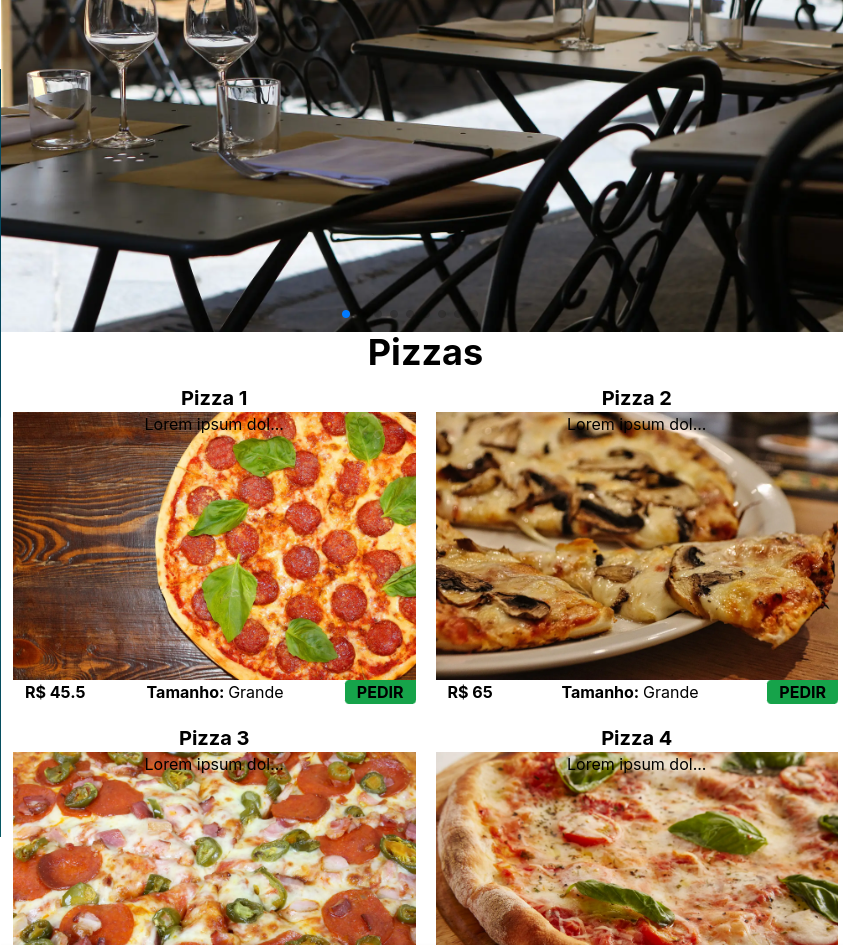 Pizzas
Pizza 1
Lorem ipsum dol...
R$ 45.5 Tamanho: Grande PEDIR
Pizza 2
Lorem ipsum dol...
R$ 65 Tamanho: Grande PEDIR
Pizza 3
Lorem ipsum dol...
Pizza 4
Lorem ipsum dol...